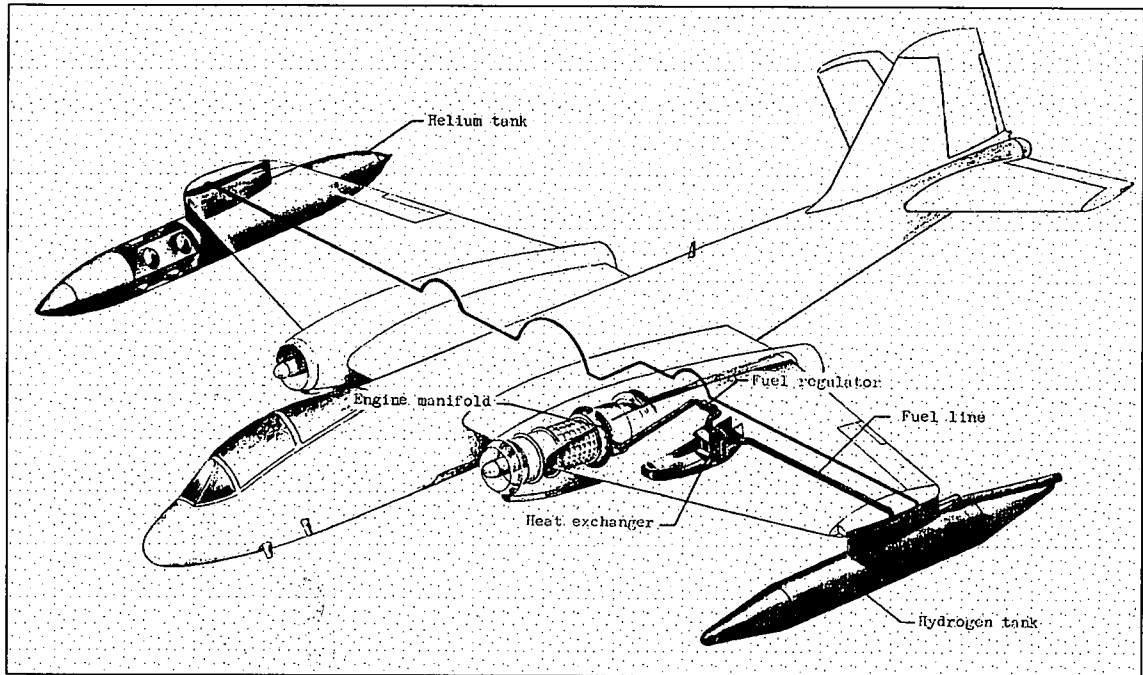 Helium tank
Fuel regulator
Engine manifold
Fuel line
Heat exchanger
Hydrogen tank